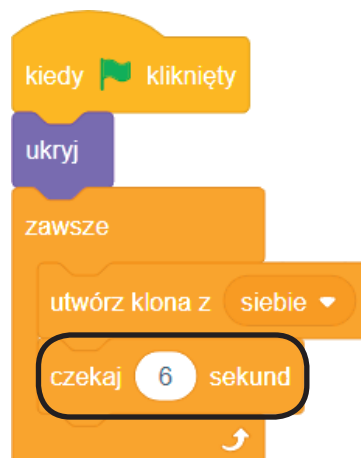 kiedy kliknięty
ukryj
zawsze
utwórz klona z siebie
czekaj 6 sekund